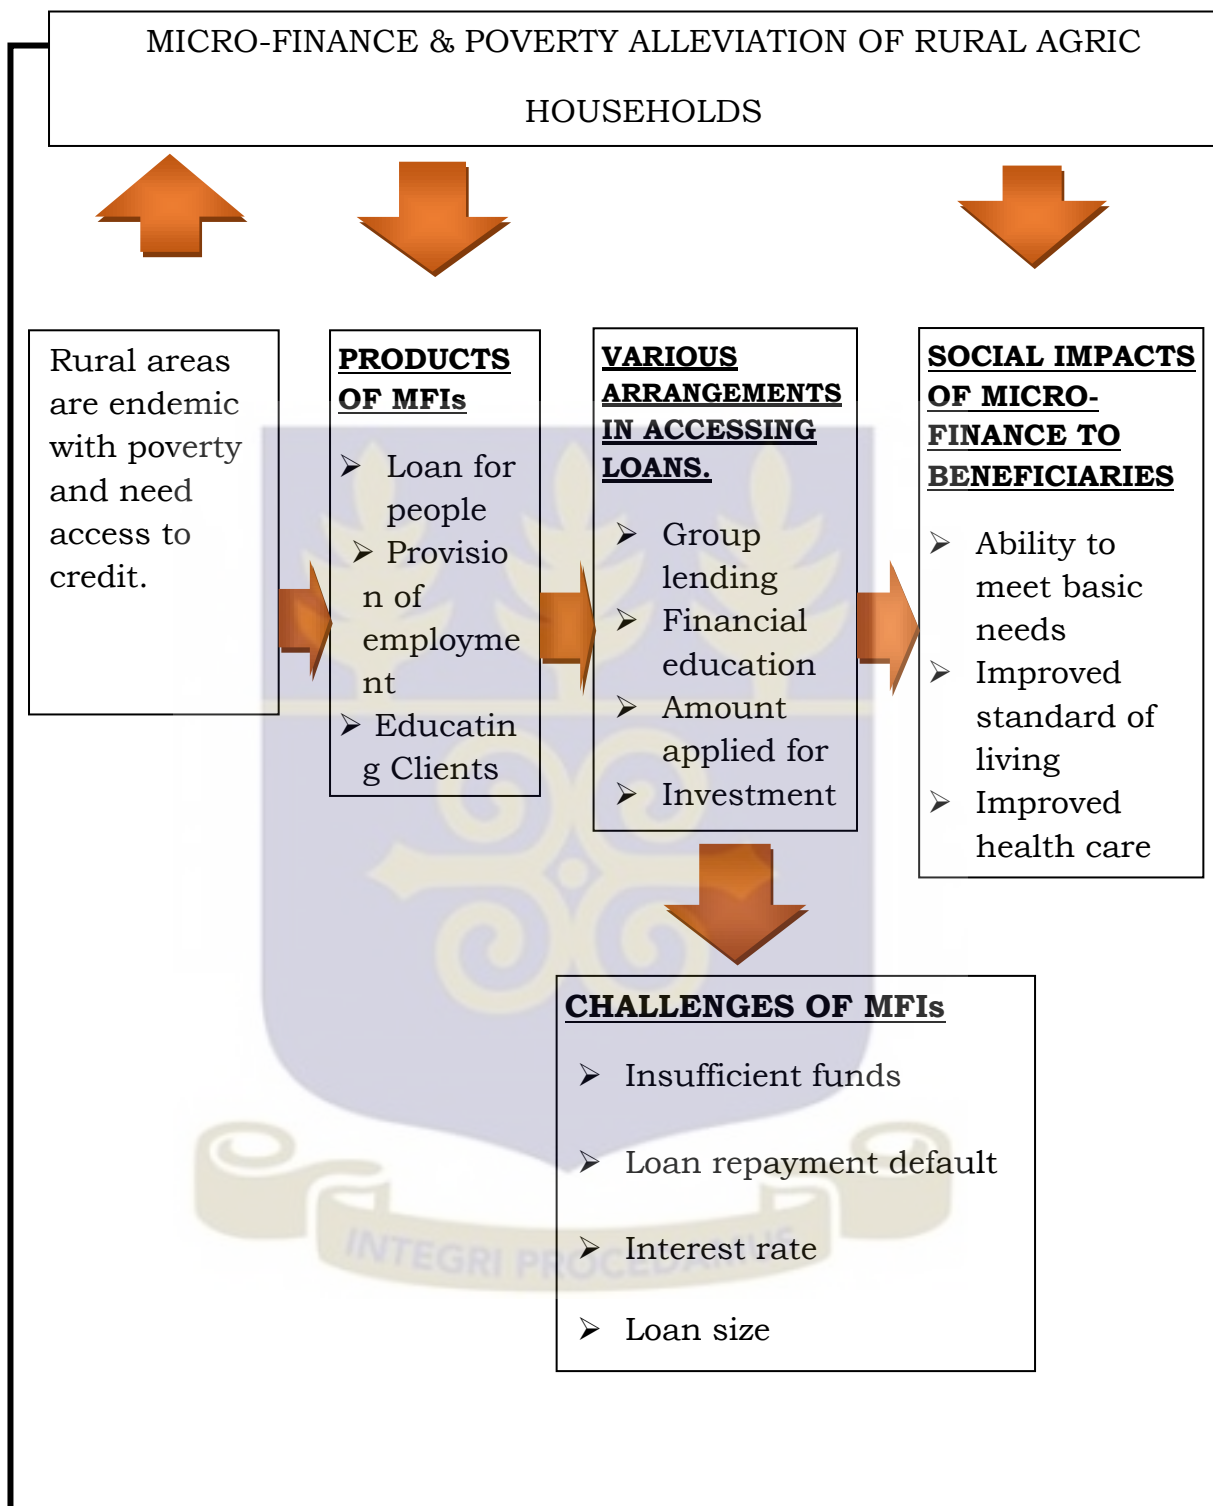 MICRO-FINANCE & POVERTY ALLEVIATION OF RURAL AGRIC
HOUSEHOLDS
Rural areas
are endemic
with poverty
and need
access to
credit.
PRODUCTS
OF MFIs
➢ Loan for
people
➢ Provisio
n of
employme
nt
➢ Educatin
g Clients
VARIOUS
ARRANGEMENTS
IN ACCESSING
LOANS.
➢ Group
lending
➢ Financial
education
➢ Amount
applied for
➢ Investment
SOCIAL IMPACTS
OF MICRO-
FINANCE TO
BENEFICIARIES
➢ Ability to
meet basic
needs
➢ Improved
standard of
living
➢ Improved
health care
CHALLENGES OF MFIs
➢ Insufficient funds
➢ Loan repayment default
➢ Interest rate
➢ Loan size
INTEGRI PROCEDAMUS